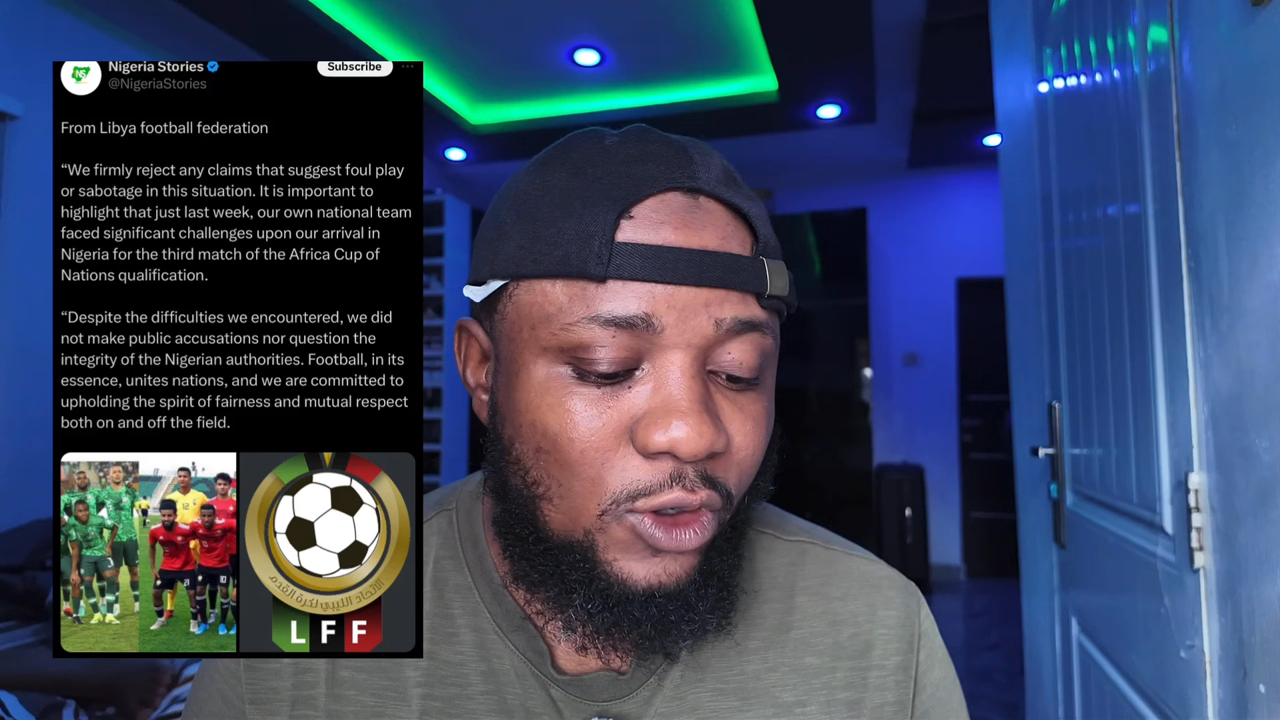 NS
Nigeria Stories
@NigeriaStories
Subscribe
From Libya football federation
“We firmly reject any claims that suggest foul play
or sabotage in this situation. It is important to
highlight that just last week, our own national team
faced significant challenges upon our arrival in
Nigeria for the third match of the Africa Cup of
Nations qualification.
“Despite the difficulties we encountered, we did
not make public accusations nor question the
integrity of the Nigerian authorities. Football, in its
essence, unites nations, and we are committed to
upholding the spirit of fairness and mutual respect
both on and off the field.
الاتحاد الليبي لكرة القدم
LFF